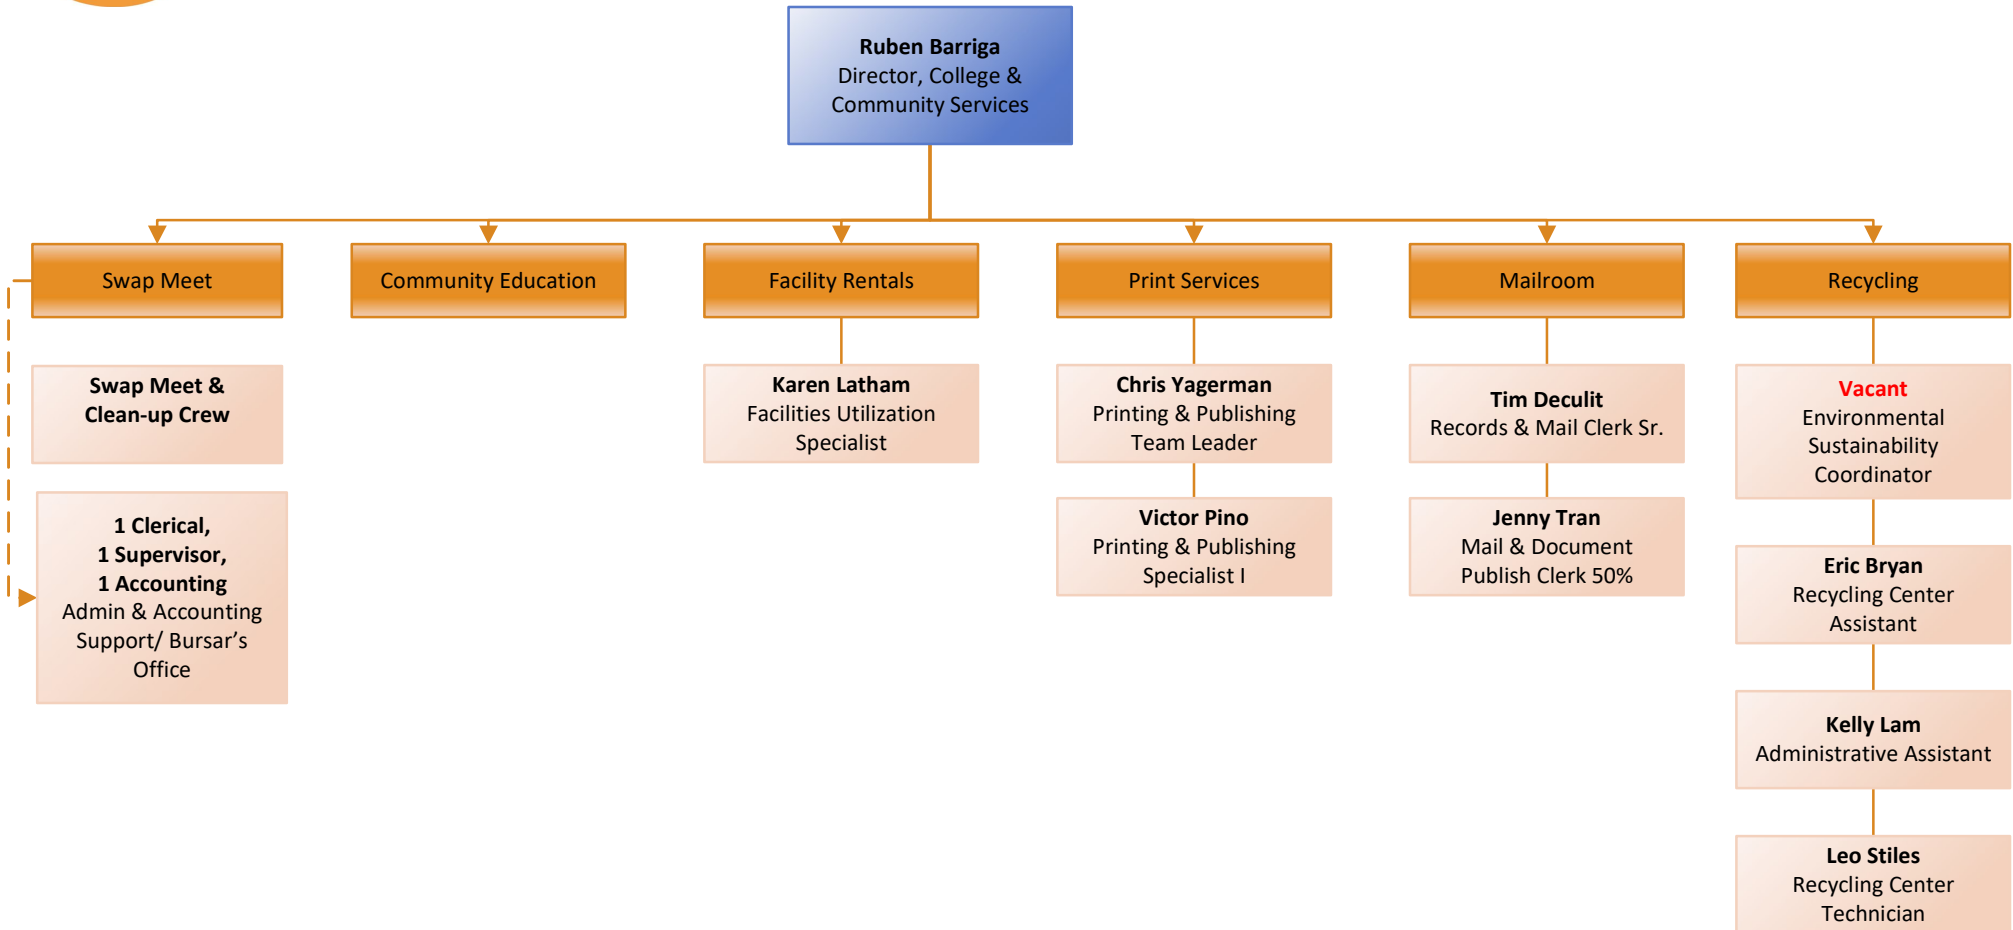 Ruben Barriga
Director, College &
Community Services
Swap Meet
Community Education
Facility Rentals
Print Services
Mailroom
Recycling
Swap Meet &
Clean-up Crew
1 Clerical,
1 Supervisor,
1 Accounting
Admin & Accounting
Support/ Bursar’s
Office
Karen Latham
Facilities Utilization
Specialist
Chris Yagerman
Printing & Publishing
Team Leader
Victor Pino
Printing & Publishing
Specialist I
Tim Deculit
Records & Mail Clerk Sr.
Jenny Tran
Mail & Document
Publish Clerk 50%
Vacant
Environmental
Sustainability
Coordinator
Eric Bryan
Recycling Center
Assistant
Kelly Lam
Administrative Assistant
Leo Stiles
Recycling Center
Technician